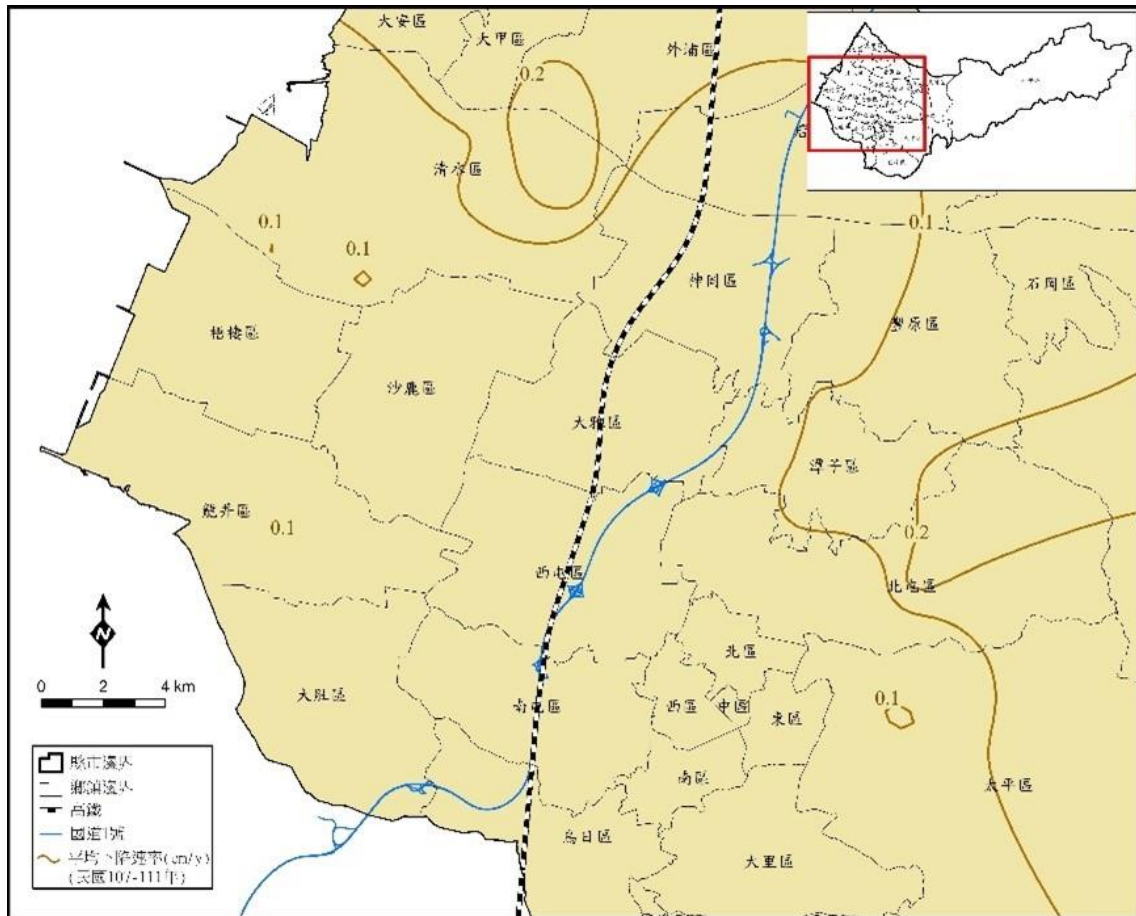 大安區
大甲區
外埔區
0.2
清水區
0.1
0.1
0.1
神岡區
石岡區
豐原區
梧棲區
沙鹿區
大雅區
潭子區
龍井區
0.1
0.2
西屯區
北屯區
N
北區
大肚區
南屯區
西區
中區
東區
0.1
0 2 4 km
南區
太平區
烏日區
大里區
縣市邊界
鄉鎮邊界
高鐵
國道1號
平均下降速率(cm/y)
(民國107-111年)